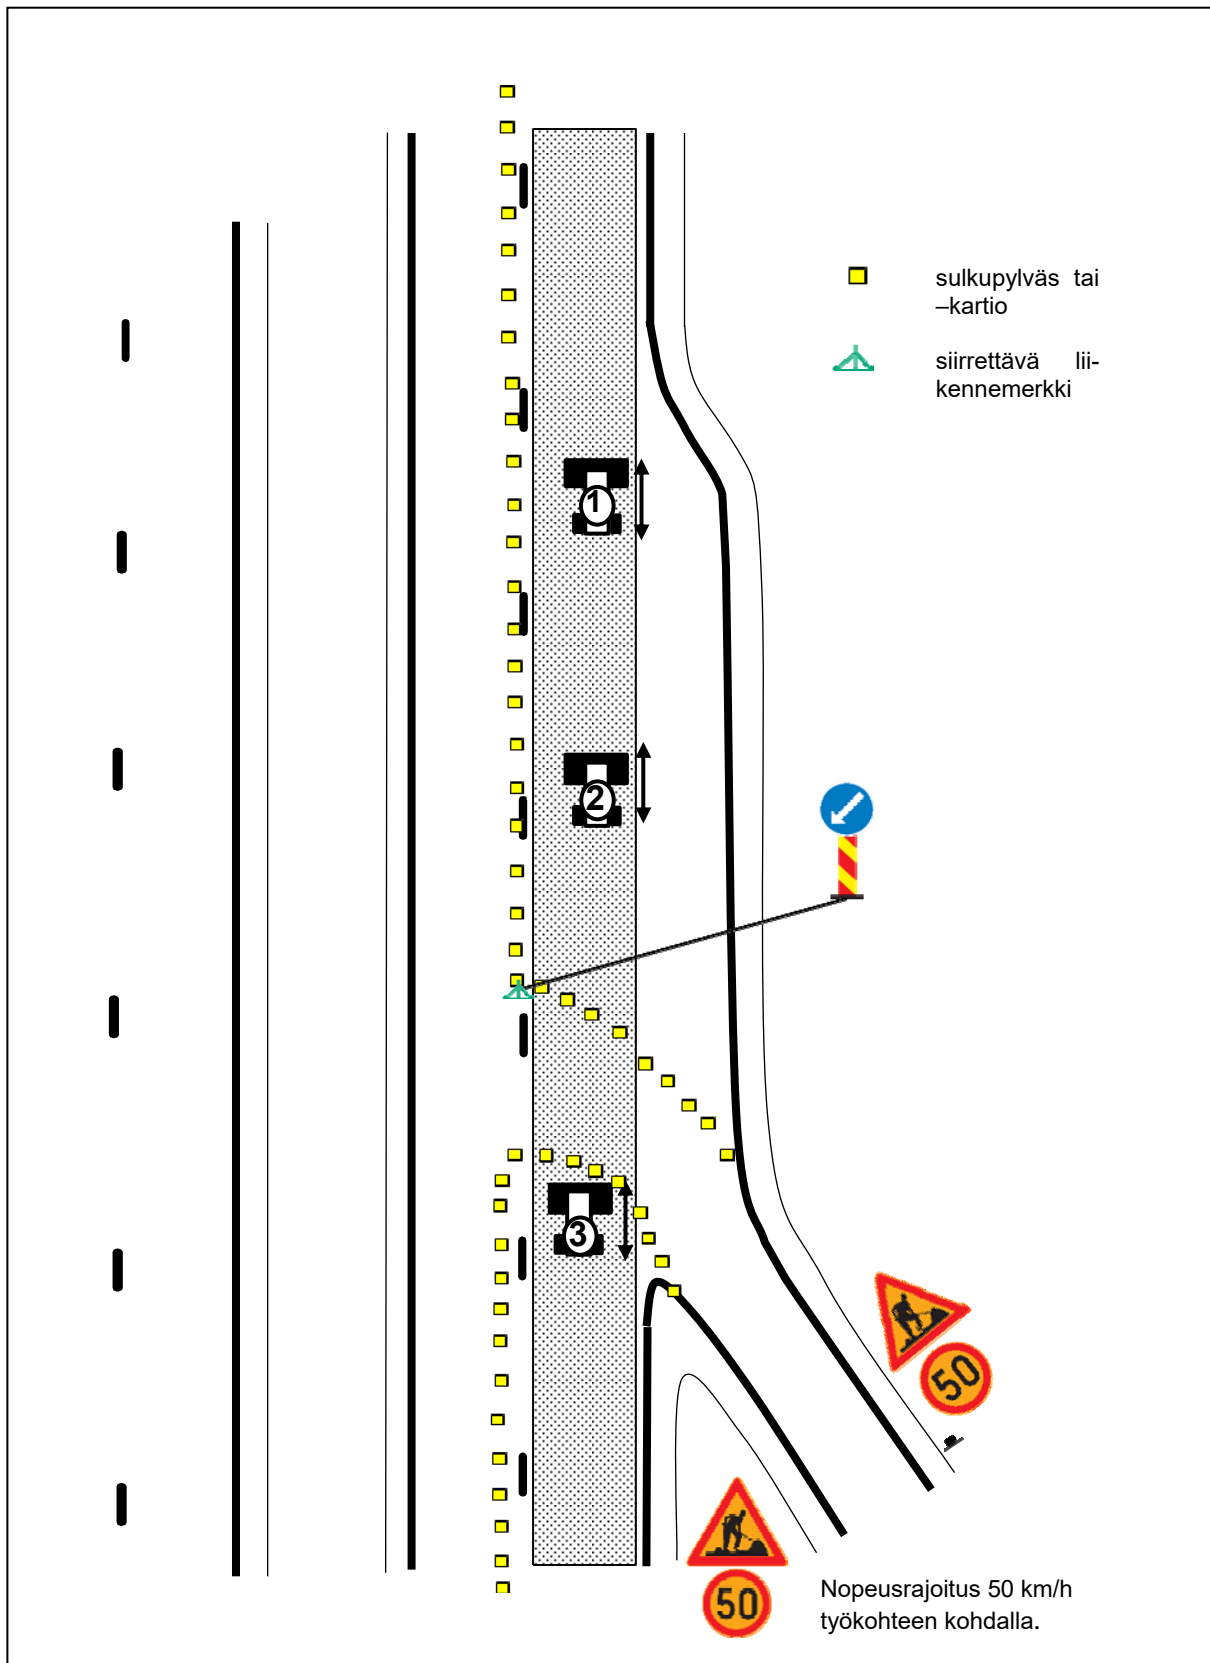 sulkupylväs tai
–kartio
siirrettävä lii-
kennemerkki
1
2
3
50
50
Nopeusrajoitus 50 km/h
työkohteen kohdalla.